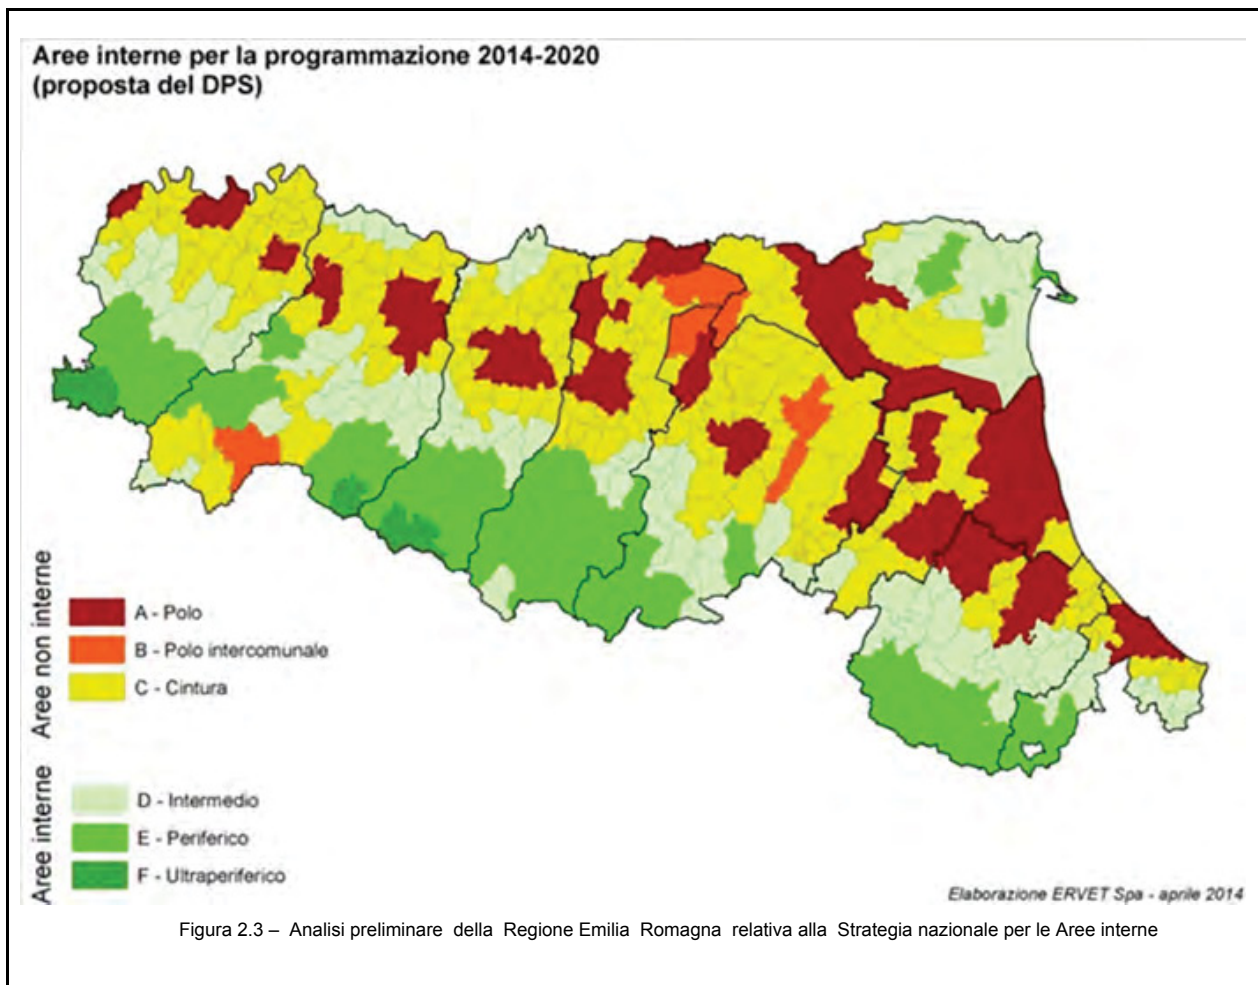 Aree interne per la programmazione 2014-2020
(proposta del DPS)
Aree non interne
A - Polo
B - Polo intercomunale
C - Cintura
Aree interne
D - Intermedio
E - Periferico
F - Ultraperiferico
Elaborazione ERVET Spa - aprile 2014
Figura 2.3 – Analisi preliminare della Regione Emilia Romagna relativa alla Strategia nazionale per le Aree interne